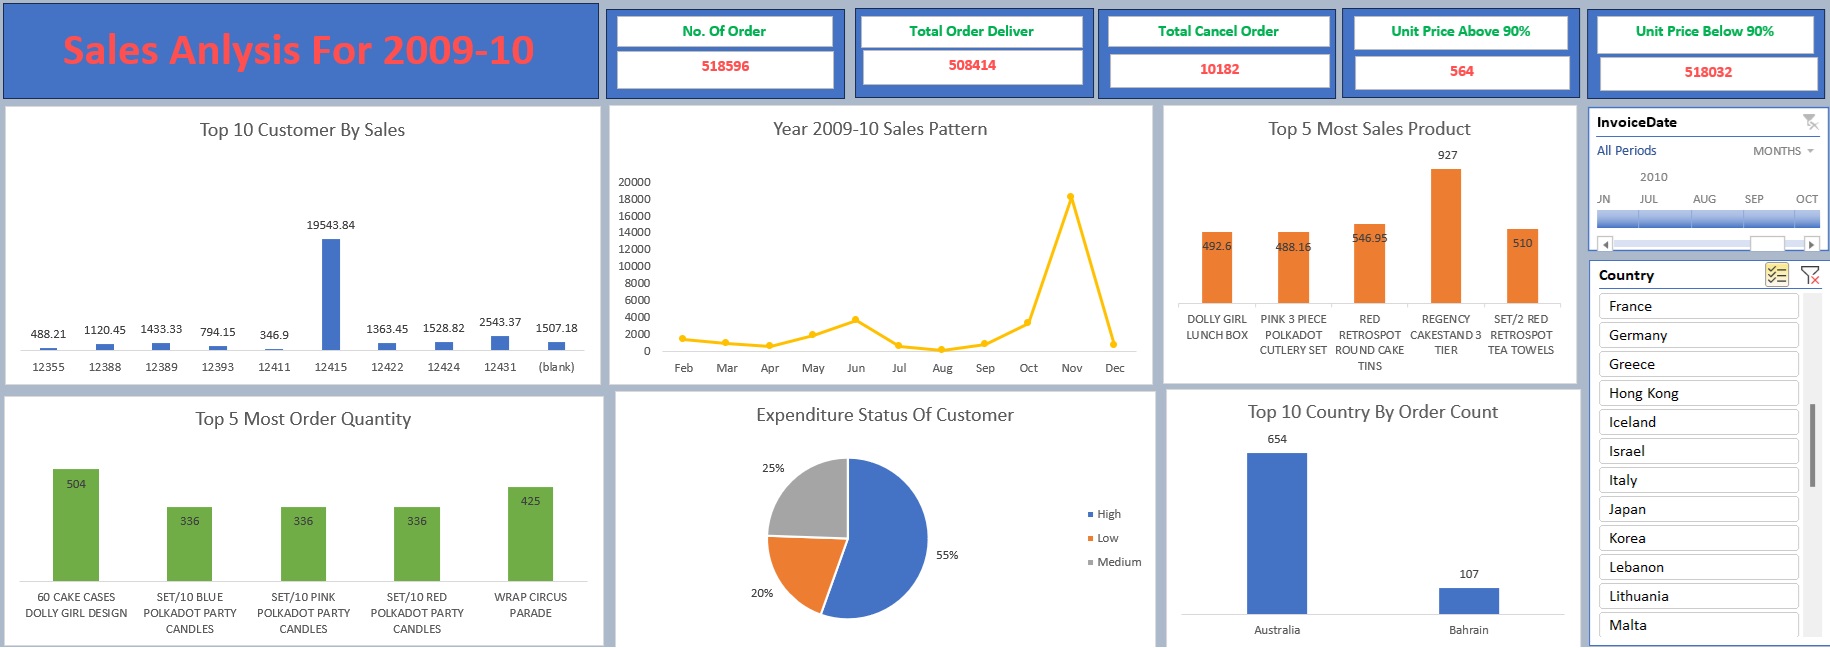 Sales Anlysis For 2009-10
No. Of Order
518596
Total Order Deliver
508414
Total Cancel Order
10182
Unit Price Above 90%
564
Unit Price Below 90%
518032
Top 10 Customer By Sales
488.21 1120.45 1433.33 794.15 346.9 19543.84 1363.45 1528.82 2543.37 1507.18
12355 12388 12389 12393 12411 12415 12422 12424 12431 (blank)
Year 2009-10 Sales Pattern
20000
18000
16000
14000
12000
10000
8000
6000
4000
2000
0
Feb Mar Apr May Jun Jul Aug Sep Oct Nov Dec
Top 5 Most Sales Product
492.6 488.16 546.95 927 510
DOLLY GIRL
LUNCH BOX
PINK 3 PIECE
POLKADOT
CUTLERY SET
RED
RETROSPOT
ROUND CAKE
TINS
REGENCY
CAKESTAND 3
TIER
SET/2 RED
RETROSPOT
TEA TOWELS
InvoiceDate
All Periods MONTHS
2010
JN JUL AUG SEP OCT
Country
France
Germany
Greece
Hong Kong
Iceland
Israel
Italy
Japan
Korea
Lebanon
Lithuania
Malta
Top 5 Most Order Quantity
504 336 336 336 425
60 CAKE CASES
DOLLY GIRL DESIGN
SET/10 BLUE
POLKADOT PARTY
CANDLES
SET/10 PINK
POLKADOT PARTY
CANDLES
SET/10 RED
POLKADOT PARTY
CANDLES
WRAP CIRCUS
PARADE
Expenditure Status Of Customer
25%
55%
20%
High
Low
Medium
Top 10 Country By Order Count
654
107
Australia Bahrain